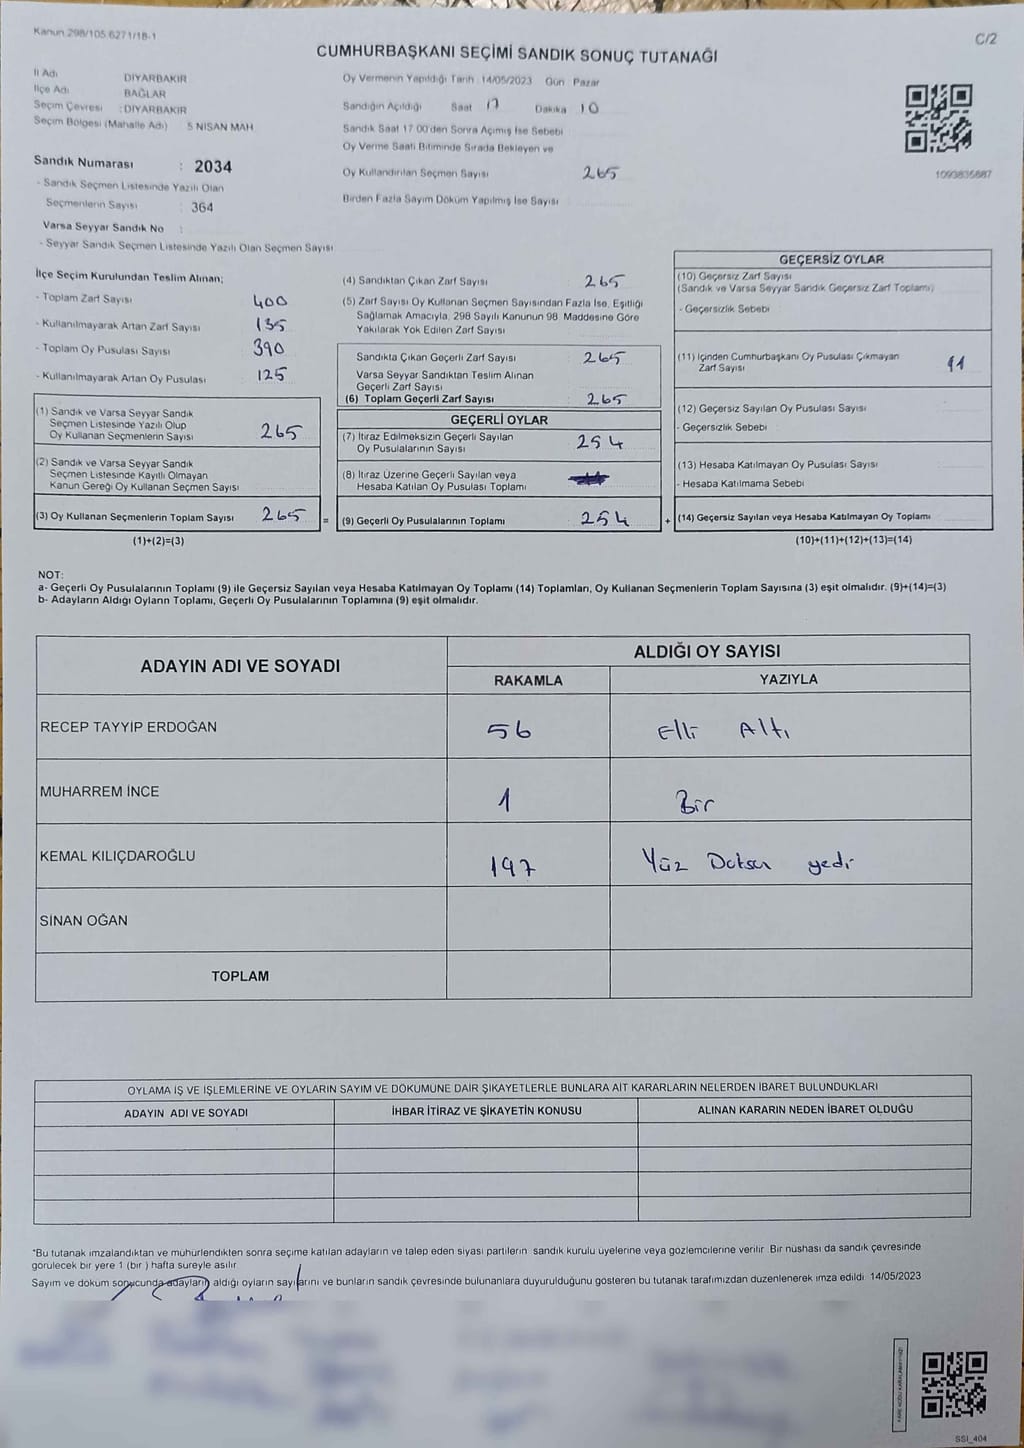 Kanun 298/105 6271/18-1
C/2
CUMHURBAŞKANI SEÇİMİ SANDIK SONUÇ TUTANAĞI
İl Adı DİYARBAKIR
İlçe Adı BAĞLAR
Seçim Çevresi : DİYARBAKIR
Seçim Bölgesi (Mahalle Adı) 5 NİSAN MAH
Oy Vermenin Yapıldığı Tarih 14/05/2023 Gün Pazar
Sandığın Açıldığı Saat 17 Dakika 10
Sandık Saat 17 00'den Sonra Açımış İse Sebebi
Oy Verme Saati Bitiminde Sırada Bekleyen ve
Oy Kullandırılan Seçmen Sayısı 265
Birden Fazla Sayım Döküm Yapılmış İse Sayısı
1093835887
Sandık Numarası : 2034
- Sandık Seçmen Listesinde Yazılı Olan
Seçmenlerin Sayısı : 364
Varsa Seyyar Sandık No :
- Seyyar Sandık Seçmen Listesinde Yazılı Olan Seçmen Sayısı
İlçe Seçim Kurulundan Teslim Alınan;
- Toplam Zarf Sayısı 400
- Kullanılmayarak Artan Zarf Sayısı 135
- Toplam Oy Pusulası Sayısı 390
- Kullanılmayarak Artan Oy Pusulası 125
(1) Sandık ve Varsa Seyyar Sandık
Seçmen Listesinde Yazılı Olup
Oy Kullanan Seçmenlerin Sayısı 265
(2) Sandık ve Varsa Seyyar Sandık
Seçmen Listesinde Kayıtlı Olmayan
Kanun Gereği Oy Kullanan Seçmen Sayısı
(3) Oy Kullanan Seçmenlerin Toplam Sayısı 265 =
(1)+(2)=(3)
(4) Sandıktan Çıkan Zarf Sayısı 265
(5) Zarf Sayısı Oy Kullanan Seçmen Sayısından Fazla İse, Eşitliği
Sağlamak Amacıyla, 298 Sayılı Kanunun 98. Maddesine Göre
Yakılarak Yok Edilen Zarf Sayısı
Sandıkta Çıkan Geçerli Zarf Sayısı 265
Varsa Seyyar Sandıktan Teslim Alınan
Geçerli Zarf Sayısı
(6) Toplam Geçerli Zarf Sayısı 265
GEÇERLİ OYLAR
(7) İtiraz Edilmeksizin Geçerli Sayılan
Oy Pusulalarının Sayısı 254
(8) İtiraz Üzerine Geçerli Sayılan veya
Hesaba Katılan Oy Pusulası Toplamı
(9) Geçerli Oy Pusulalarının Toplamı 254 +
GEÇERSİZ OYLAR
(10) Geçersiz Zarf Sayısı
(Sandık ve Varsa Seyyar Sandık Geçersiz Zarf Toplamı)
- Geçersizlik Sebebi
(11) İçinden Cumhurbaşkanı Oy Pusulası Çıkmayan
Zarf Sayısı 11
(12) Geçersiz Sayılan Oy Pusulası Sayısı
- Geçersizlik Sebebi
(13) Hesaba Katılmayan Oy Pusulası Sayısı
- Hesaba Katılmama Sebebi
(14) Geçersiz Sayılan veya Hesaba Katılmayan Oy Toplamı
(10)+(11)+(12)+(13)=(14)
NOT:
a- Geçerli Oy Pusulalarının Toplamı (9) ile Geçersiz Sayılan veya Hesaba Katılmayan Oy Toplamı (14) Toplamları, Oy Kullanan Seçmenlerin Toplam Sayısına (3) eşit olmalıdır. (9)+(14)=(3)
b- Adayların Aldığı Oyların Toplamı, Geçerli Oy Pusulalarının Toplamına (9) eşit olmalıdır.
ADAYIN ADI VE SOYADI
ALDIĞI OY SAYISI
RAKAMLA YAZIYLA
RECEP TAYYİP ERDOĞAN 56 Elli Altı
MUHARREM İNCE 1 Bir
KEMAL KILIÇDAROĞLU 197 Yüz Doksan yedi
SİNAN OĞAN
TOPLAM
OYLAMA İŞ VE İŞLEMLERİNE VE OYLARIN SAYIM VE DÖKÜMÜNE DAİR ŞİKAYETLERLE BUNLARA AİT KARARLARIN NELERDEN İBARET BULUNDUKLARI
ADAYIN ADI VE SOYADI İHBAR İTİRAZ VE ŞİKAYETİN KONUSU ALINAN KARARIN NEDEN İBARET OLDUĞU
*Bu tutanak imzalandıktan ve mühürlendikten sonra seçime katılan adayların ve talep eden siyasi partilerin sandık kurulu üyelerine veya gözlemcilerine verilir. Bir nüshası da sandık çevresinde
görülecek bir yere 1 (bir ) hafta süreyle asılır
Sayım ve döküm sonucunda adayların aldığı oyların sayılarını ve bunların sandık çevresinde bulunanlara duyurulduğunu gösteren bu tutanak tarafımızdan düzenlenerek imza edildi 14/05/2023
SSİ_404